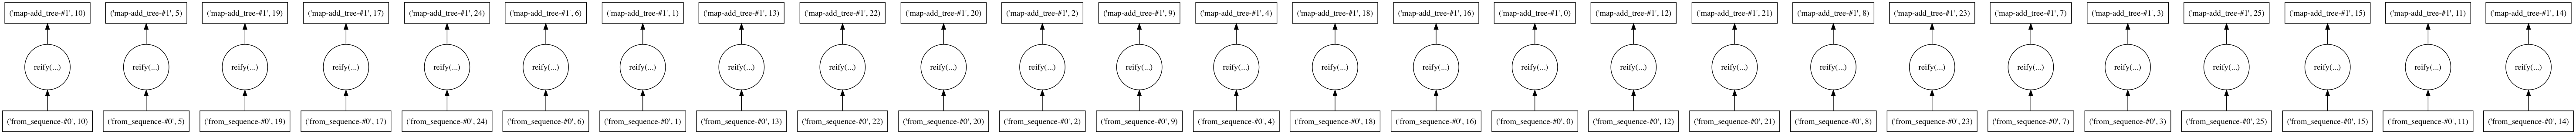 ('map-add_tree-#1', 10) ('map-add_tree-#1', 5) ('map-add_tree-#1', 19) ('map-add_tree-#1', 17) ('map-add_tree-#1', 24) ('map-add_tree-#1', 6) ('map-add_tree-#1', 1) ('map-add_tree-#1', 13) ('map-add_tree-#1', 22) ('map-add_tree-#1', 20) ('map-add_tree-#1', 2) ('map-add_tree-#1', 9) ('map-add_tree-#1', 4) ('map-add_tree-#1', 18) ('map-add_tree-#1', 16) ('map-add_tree-#1', 0) ('map-add_tree-#1', 12) ('map-add_tree-#1', 21) ('map-add_tree-#1', 8) ('map-add_tree-#1', 23) ('map-add_tree-#1', 7) ('map-add_tree-#1', 3) ('map-add_tree-#1', 25) ('map-add_tree-#1', 15) ('map-add_tree-#1', 11) ('map-add_tree-#1', 14)
reify(...) reify(...) reify(...) reify(...) reify(...) reify(...) reify(...) reify(...) reify(...) reify(...) reify(...) reify(...) reify(...) reify(...) reify(...) reify(...) reify(...) reify(...) reify(...) reify(...) reify(...) reify(...) reify(...) reify(...) reify(...) reify(...)
('from_sequence-#0', 10) ('from_sequence-#0', 5) ('from_sequence-#0', 19) ('from_sequence-#0', 17) ('from_sequence-#0', 24) ('from_sequence-#0', 6) ('from_sequence-#0', 1) ('from_sequence-#0', 13) ('from_sequence-#0', 22) ('from_sequence-#0', 20) ('from_sequence-#0', 2) ('from_sequence-#0', 9) ('from_sequence-#0', 4) ('from_sequence-#0', 18) ('from_sequence-#0', 16) ('from_sequence-#0', 0) ('from_sequence-#0', 12) ('from_sequence-#0', 21) ('from_sequence-#0', 8) ('from_sequence-#0', 23) ('from_sequence-#0', 7) ('from_sequence-#0', 3) ('from_sequence-#0', 25) ('from_sequence-#0', 15) ('from_sequence-#0', 11) ('from_sequence-#0', 14)